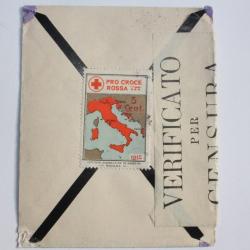 PRO CROCE
ROSSA
5
Cent.
1915
VERIFICATO
PER
CENSURA